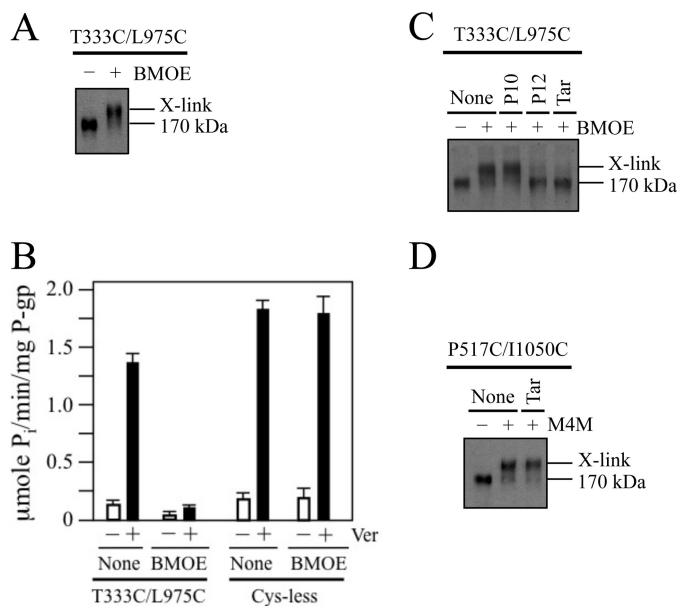 A
T333C/L975C
− + BMOE
X-link
170 kDa
B
µmole Pi/min/mg P-gp
2.0
1.5
1.0
0.5
0
− + − + − + − + Ver
None BMOE None BMOE
T333C/L975C Cys-less
C
T333C/L975C
None P10 P12 Tar
− + + + + BMOE
X-link
170 kDa
D
P517C/I1050C
None Tar
− + + M4M
X-link
170 kDa